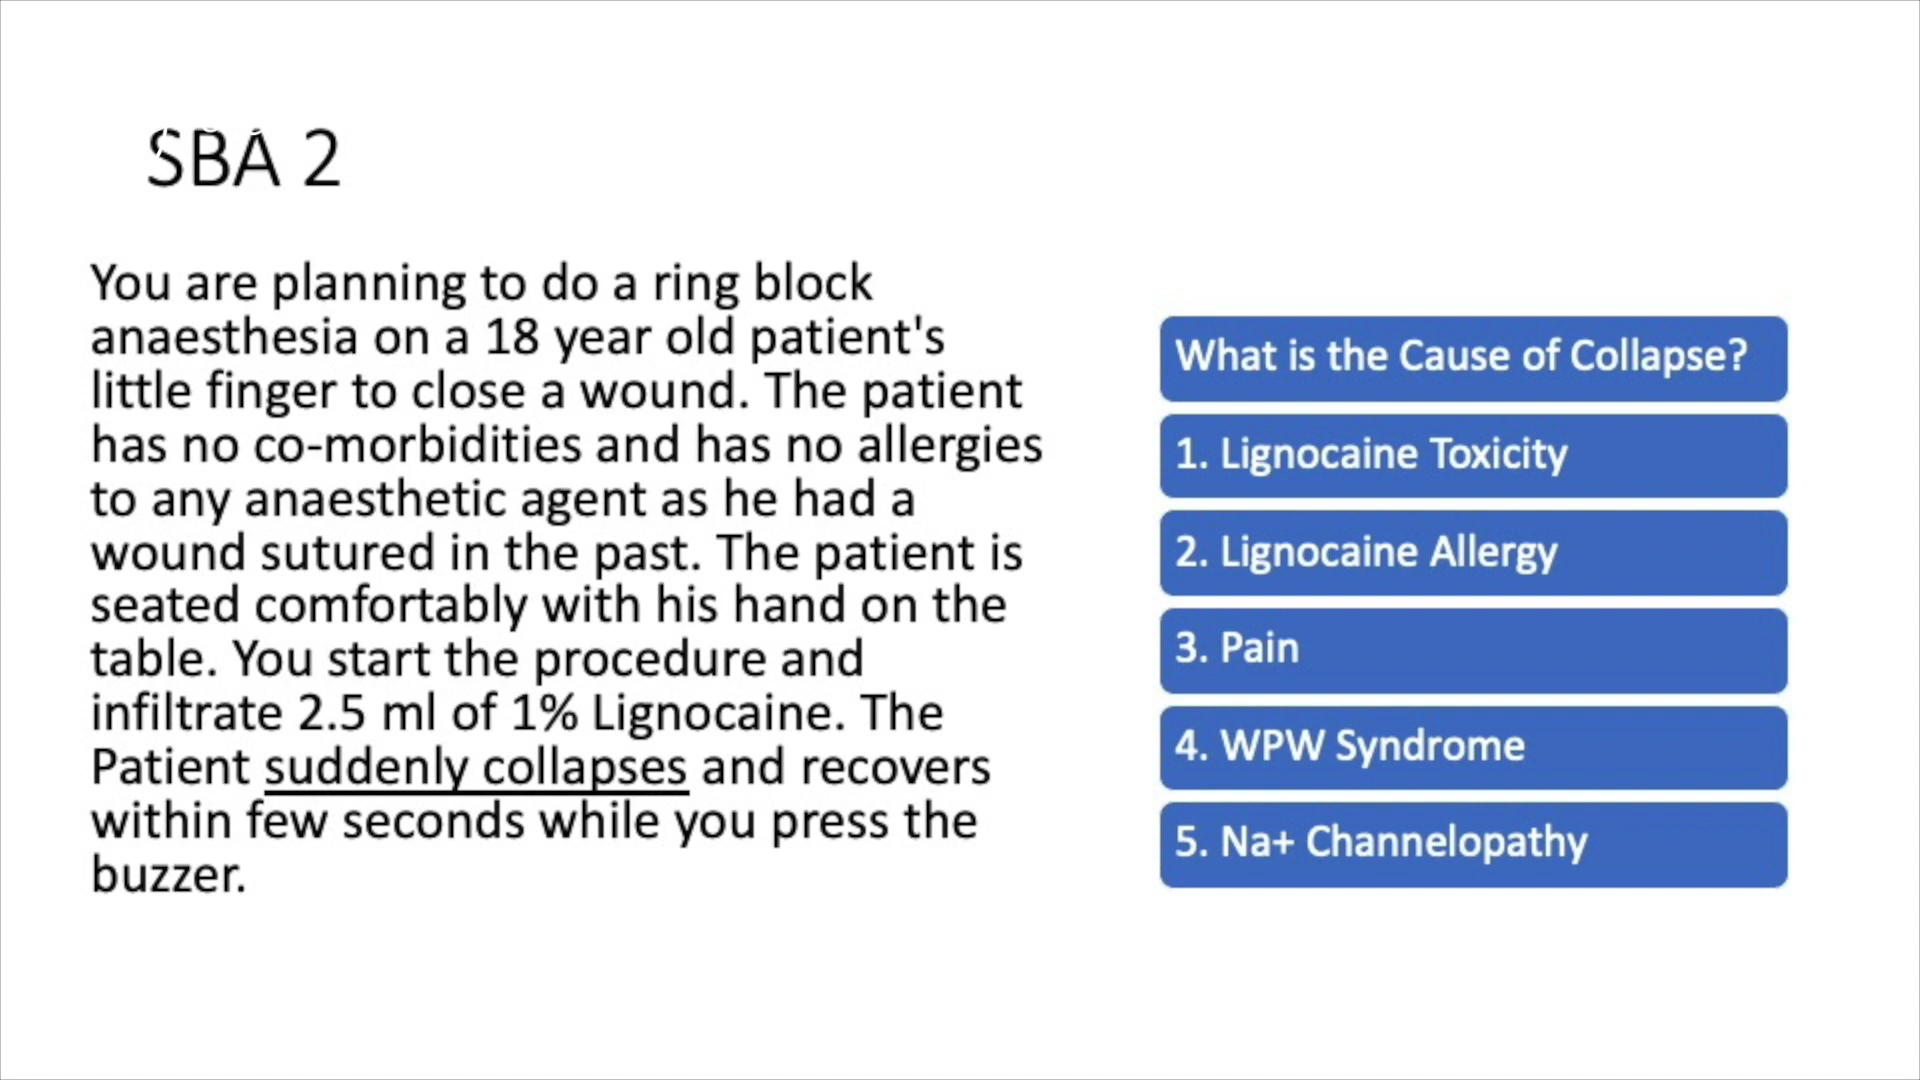 SBA 2
You are planning to do a ring block
anaesthesia on a 18 year old patient's
little finger to close a wound. The patient
has no co-morbidities and has no allergies
to any anaesthetic agent as he had a
wound sutured in the past. The patient is
seated comfortably with his hand on the
table. You start the procedure and
infiltrate 2.5 ml of 1% Lignocaine. The
Patient suddenly collapses and recovers
within few seconds while you press the
buzzer.
What is the Cause of Collapse?
1. Lignocaine Toxicity
2. Lignocaine Allergy
3. Pain
4. WPW Syndrome
5. Na+ Channelopathy